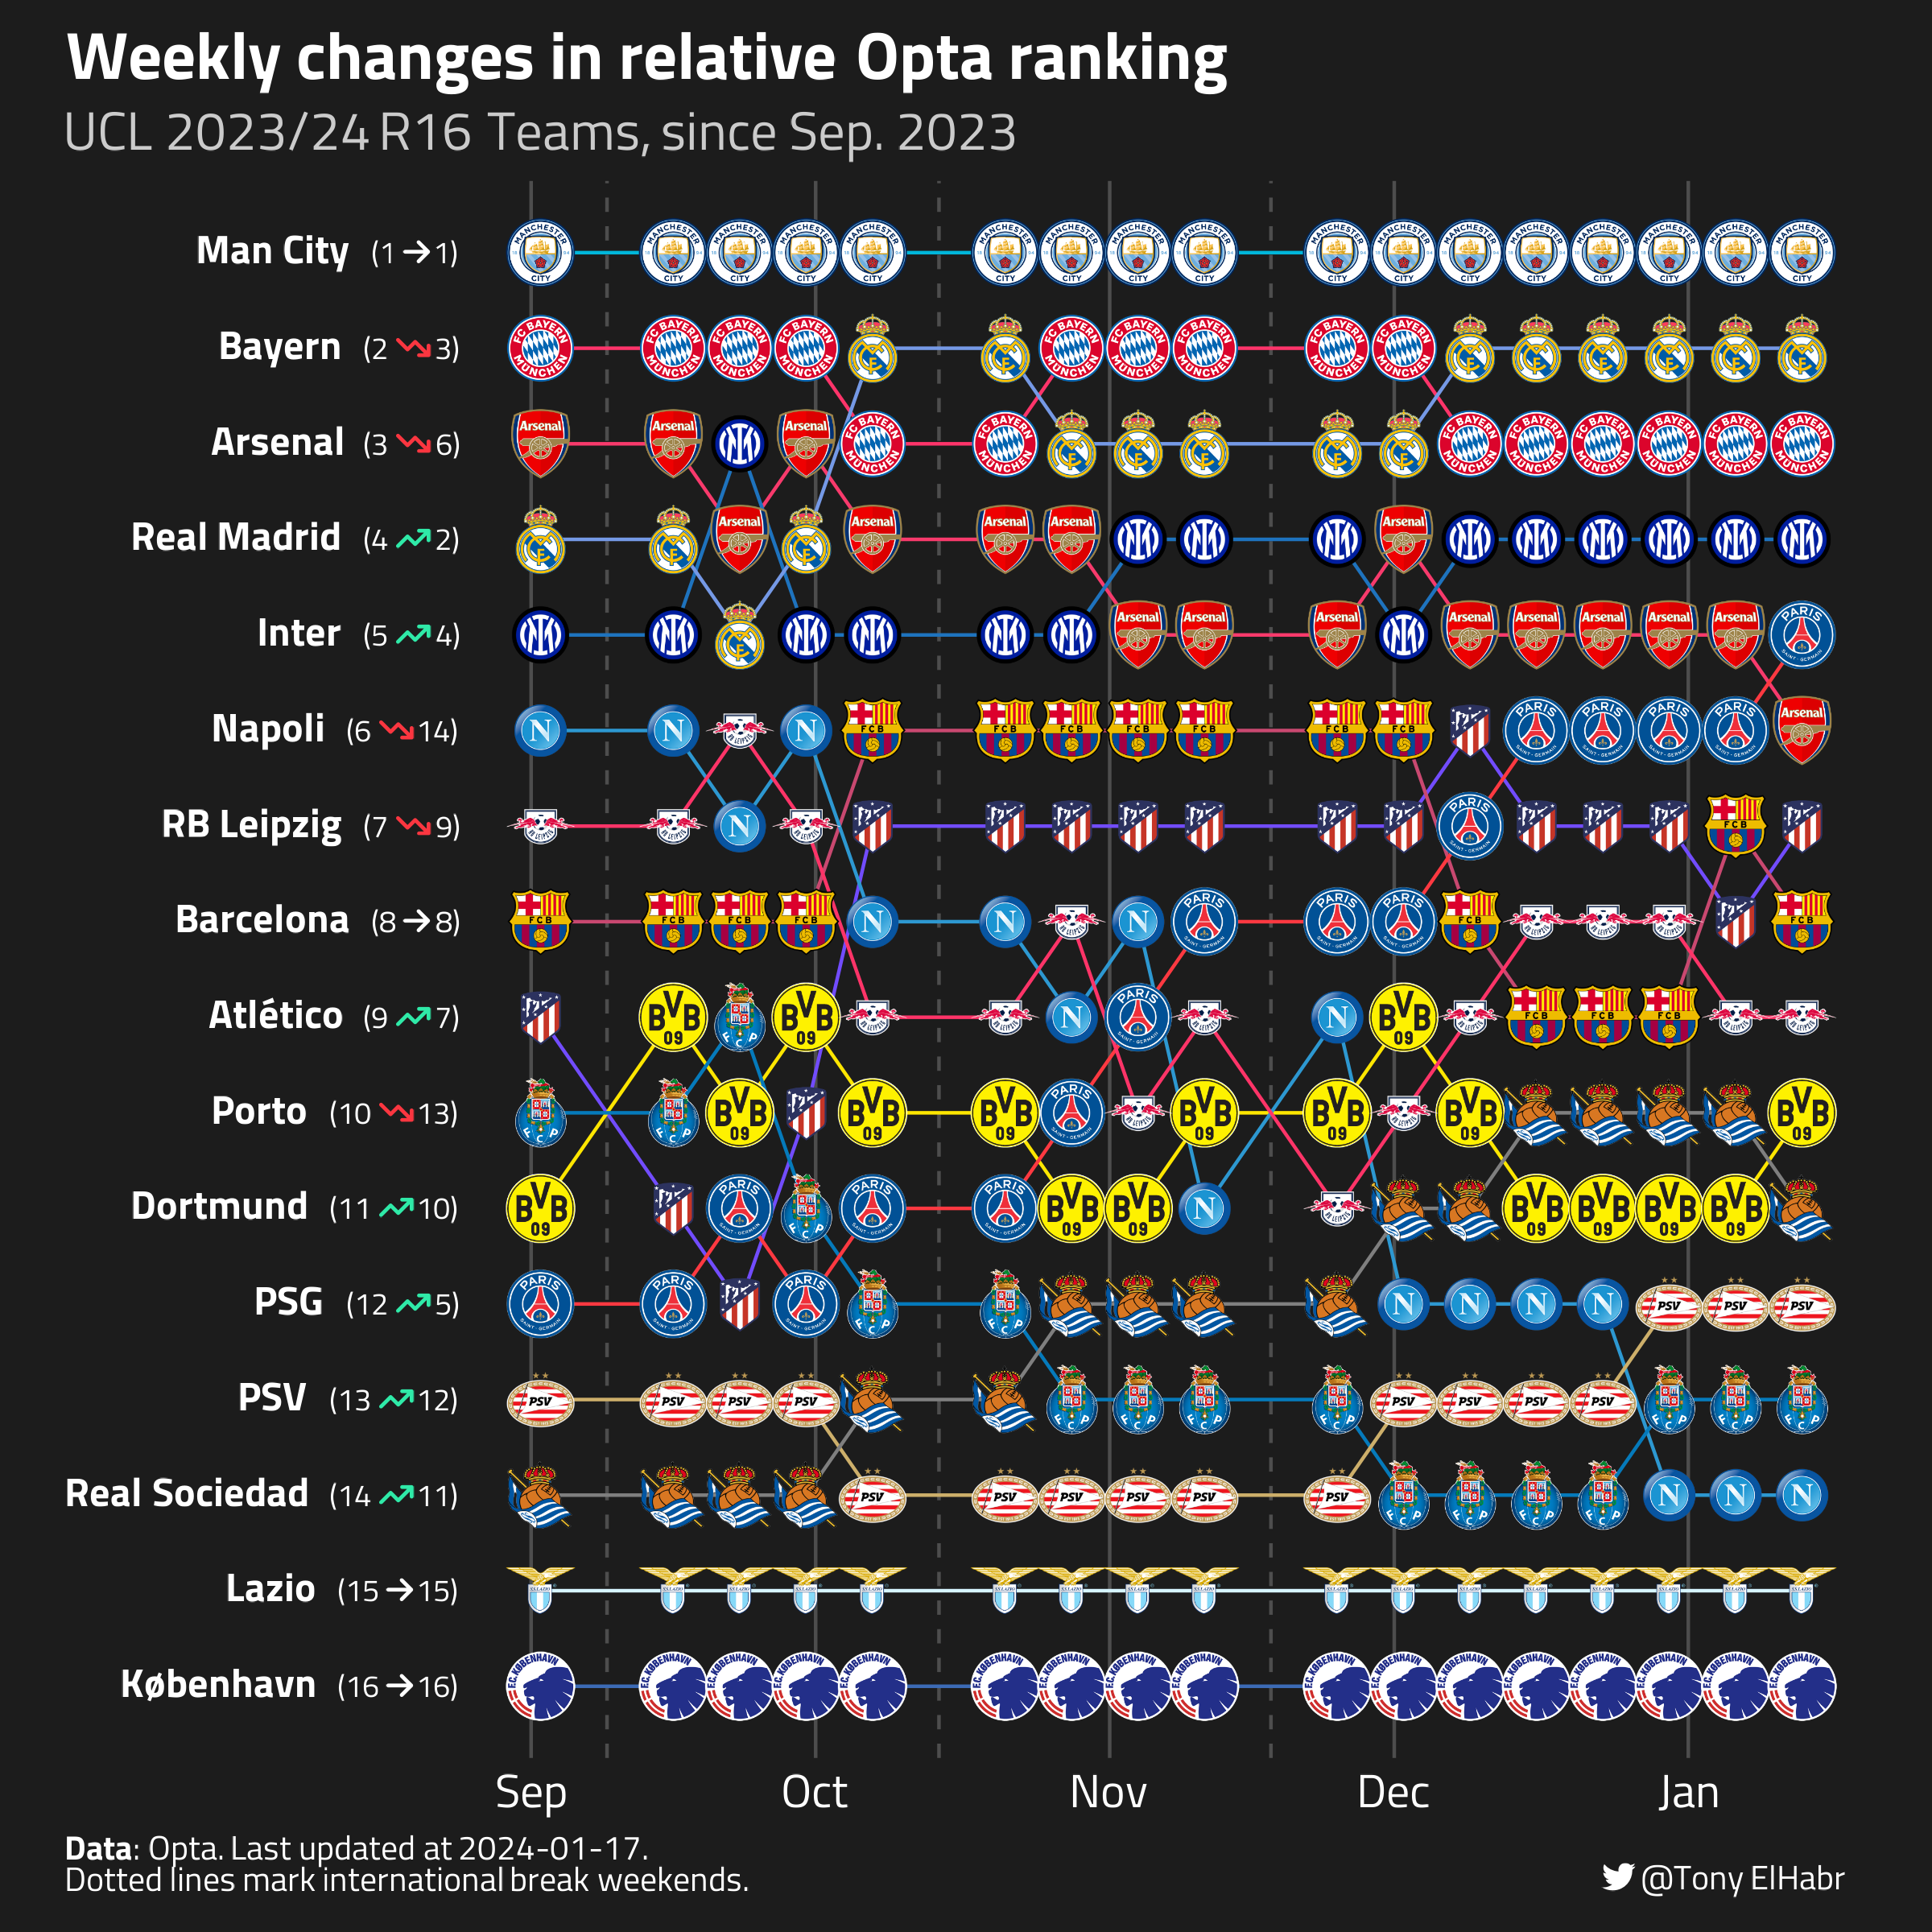 Weekly changes in relative Opta ranking
UCL 2023/24 R16 Teams, since Sep. 2023
Man City (1 → 1)
Bayern (2 3)
Arsenal (3 6)
Real Madrid (4 2)
Inter (5 4)
Napoli (6 14)
RB Leipzig (7 9)
Barcelona (8 → 8)
Atlético (9 7)
Porto (10 13)
Dortmund (11 10)
PSG (12 5)
PSV (13 12)
Real Sociedad (14 11)
Lazio (15 → 15)
København (16 → 16)
Sep Oct Nov Dec Jan
Data: Opta. Last updated at 2024-01-17.
Dotted lines mark international break weekends.
@Tony ElHabr